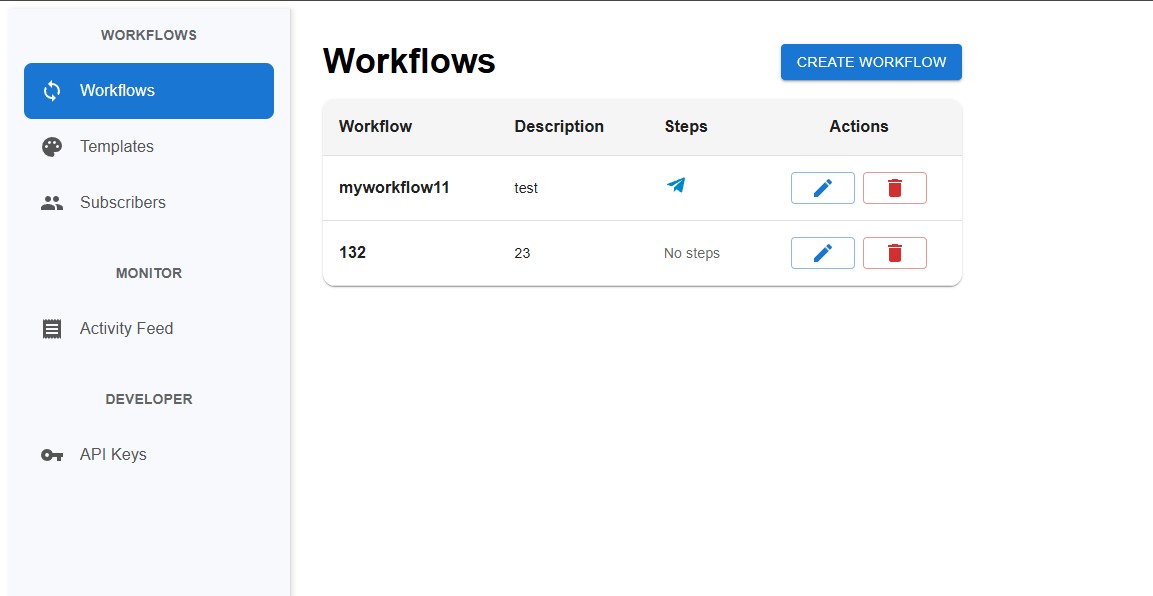 WORKFLOWS
Workflows
Templates
Subscribers
MONITOR
Activity Feed
DEVELOPER
API Keys
Workflows
CREATE WORKFLOW
Workflow Description Steps Actions
myworkflow11 test
132 23 No steps